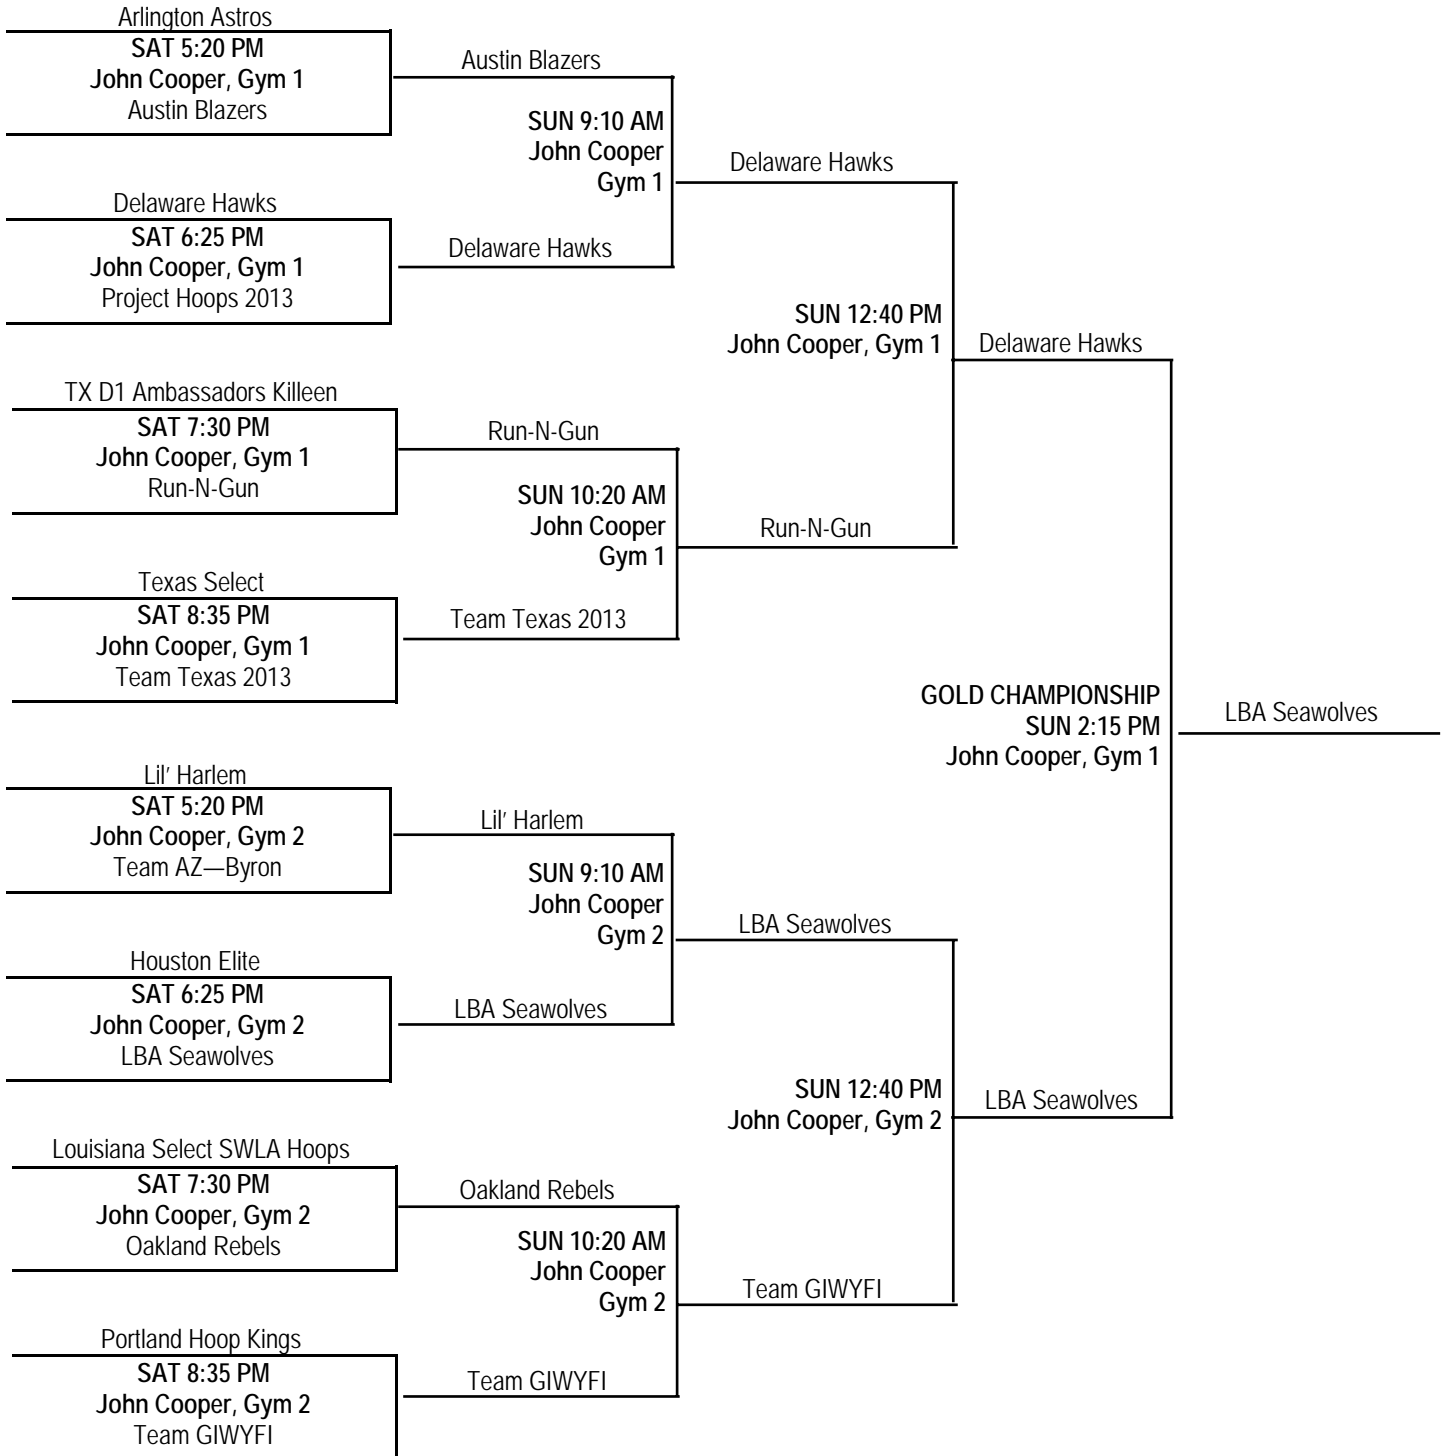 Arlington Astros
SAT 5:20 PM
John Cooper, Gym 1
Austin Blazers
Delaware Hawks
SAT 6:25 PM
John Cooper, Gym 1
Project Hoops 2013
TX D1 Ambassadors Killeen
SAT 7:30 PM
John Cooper, Gym 1
Run-N-Gun
Texas Select
SAT 8:35 PM
John Cooper, Gym 1
Team Texas 2013
Lil’ Harlem
SAT 5:20 PM
John Cooper, Gym 2
Team AZ—Byron
Houston Elite
SAT 6:25 PM
John Cooper, Gym 2
LBA Seawolves
Louisiana Select SWLA Hoops
SAT 7:30 PM
John Cooper, Gym 2
Oakland Rebels
Portland Hoop Kings
SAT 8:35 PM
John Cooper, Gym 2
Team GIWYFI
Austin Blazers
SUN 9:10 AM
John Cooper
Gym 1
Delaware Hawks
Run-N-Gun
SUN 10:20 AM
John Cooper
Gym 1
Team Texas 2013
Lil’ Harlem
SUN 9:10 AM
John Cooper
Gym 2
LBA Seawolves
Oakland Rebels
SUN 10:20 AM
John Cooper
Gym 2
Team GIWYFI
Delaware Hawks
SUN 12:40 PM
John Cooper, Gym 1
Run-N-Gun
LBA Seawolves
SUN 12:40 PM
John Cooper, Gym 2
Team GIWYFI
Delaware Hawks
GOLD CHAMPIONSHIP
SUN 2:15 PM
John Cooper, Gym 1
LBA Seawolves
LBA Seawolves